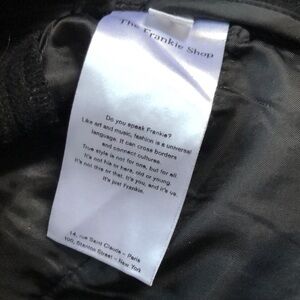 The Frankie Shop
Do you speak Frankie?
Like art and music, fashion is a universal
language. It can cross borders
and connect cultures.
True style is not for one, but for all.
It's not his or hers, old or young.
It's not this or that. It's you, and it's us.
It's just Frankie.
14, rue Saint Claude - Paris
100, Stanton Street - New York